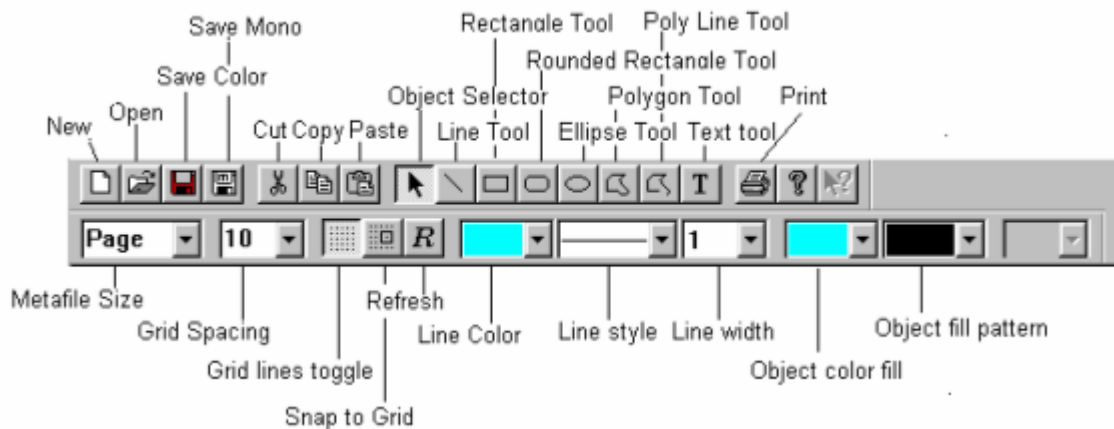 Save Mono
Rectangle Tool
Poly Line Tool
Save Color
Rounded Rectangle Tool
Open
Object Selector
Polygon Tool
Print
New
Cut
Copy
Paste
Line Tool
Ellipse Tool
Text tool
T
?
?
Page
10
R
1
Metafile Size
Refresh
Grid Spacing
Line Color
Line style
Line width
Object fill pattern
Grid lines toggle
Object color fill
Snap to Grid